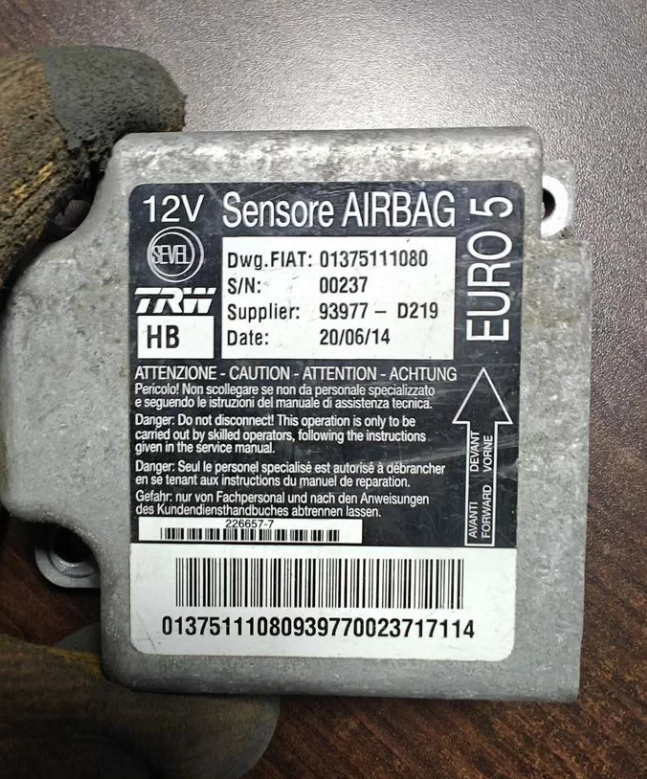 12V Sensore AIRBAG
EURO 5
SEVEL
TRW
HB
Dwg.FIAT: 01375111080
S/N: 00237
Supplier: 93977 - D219
Date: 20/06/14
ATTENZIONE - CAUTION - ATTENTION - ACHTUNG
Pericolo! Non scollegare se non da personale specializzato
e seguendo le istruzioni del manuale di assistenza tecnica.
Danger: Do not disconnect! This operation is only to be
carried out by skilled operators, following the instructions
given in the service manual.
Danger: Seul le personel specialisé est autorisé à débrancher
en se tenant aux instructions du manuel de reparation.
Gefahr: nur von Fachpersonal und nach den Anweisungen
des Kundendiensthandbuches abtrennen lassen.
AVANTI DEVANT
FORWARD VORNE
226657-7
01375111080939770023717114